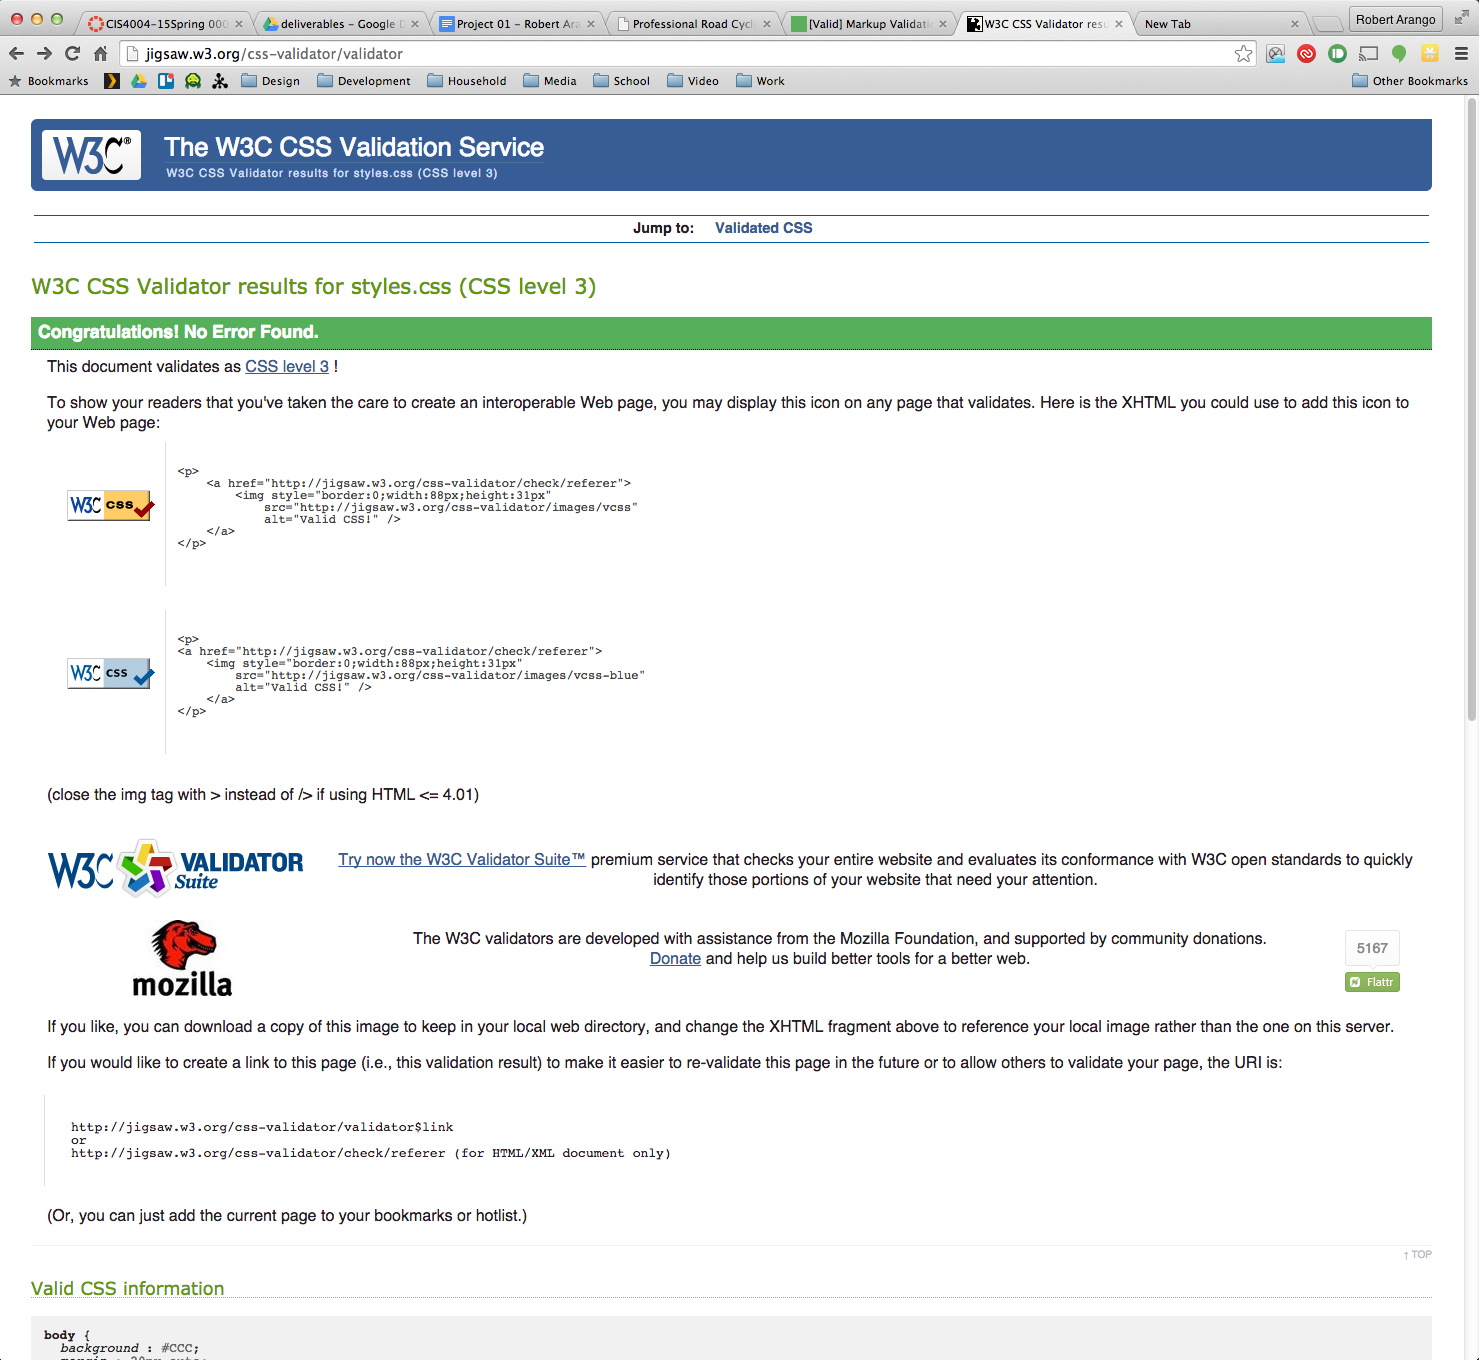 CIS4004-15Spring 000
deliverables - Google D
Project 01 - Robert Ara
Professional Road Cycl
[Valid] Markup Validati
W3C CSS Validator resu
New Tab
Robert Arango
jigsaw.w3.org/css-validator/validator
Bookmarks
Design
Development
Household
Media
School
Video
Work
Other Bookmarks
W3C®
The W3C CSS Validation Service
W3C CSS Validator results for styles.css (CSS level 3)
Jump to: Validated CSS
W3C CSS Validator results for styles.css (CSS level 3)
Congratulations! No Error Found.
This document validates as CSS level 3 !
To show your readers that you've taken the care to create an interoperable Web page, you may display this icon on any page that validates. Here is the XHTML you could use to add this icon to
your Web page:
W3C css
<p>
<a href="http://jigsaw.w3.org/css-validator/check/referer">
<img style="border:0;width:88px;height:31px"
src="http://jigsaw.w3.org/css-validator/images/vcss"
alt="Valid CSS!" />
</a>
</p>
W3C css
<p>
<a href="http://jigsaw.w3.org/css-validator/check/referer">
<img style="border:0;width:88px;height:31px"
src="http://jigsaw.w3.org/css-validator/images/vcss-blue"
alt="Valid CSS!" />
</a>
</p>
(close the img tag with > instead of /> if using HTML <= 4.01)
W3C VALIDATOR
Suite
Try now the W3C Validator Suite™ premium service that checks your entire website and evaluates its conformance with W3C open standards to quickly
identify those portions of your website that need your attention.
mozilla
The W3C validators are developed with assistance from the Mozilla Foundation, and supported by community donations.
Donate and help us build better tools for a better web.
5167
Flattr
If you like, you can download a copy of this image to keep in your local web directory, and change the XHTML fragment above to reference your local image rather than the one on this server.
If you would like to create a link to this page (i.e., this validation result) to make it easier to re-validate this page in the future or to allow others to validate your page, the URI is:
http://jigsaw.w3.org/css-validator/validator$link
or
http://jigsaw.w3.org/css-validator/check/referer (for HTML/XML document only)
(Or, you can just add the current page to your bookmarks or hotlist.)
↑ TOP
Valid CSS information
body {
background : #CCC;